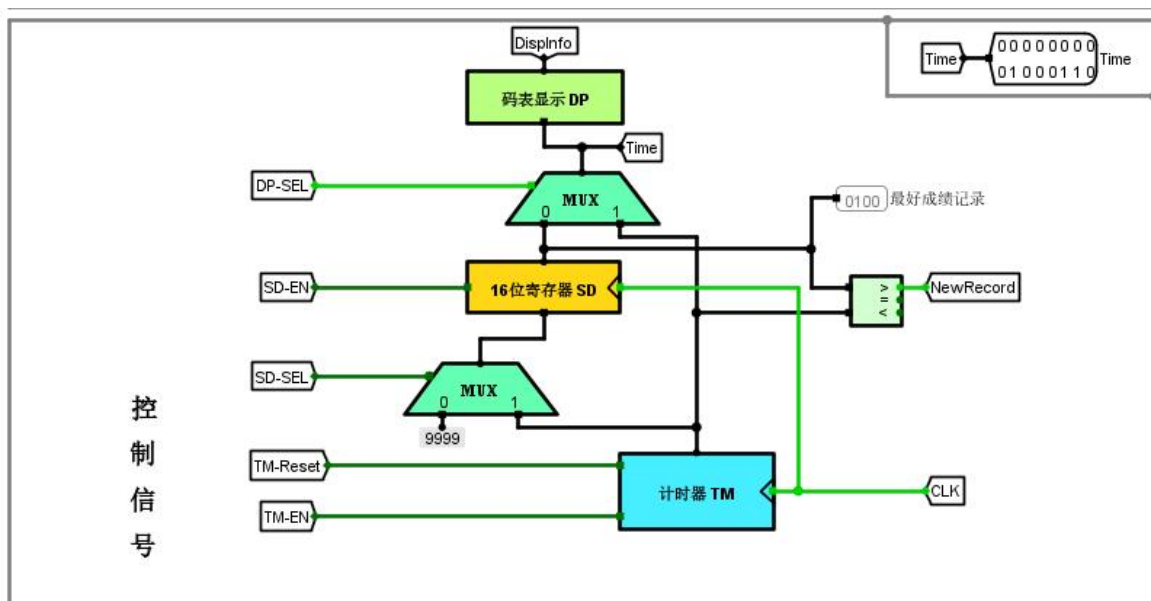 DispInfo
码表显示 DP
Time
00000000
01000110
Time
Time
DP-SEL
MUX
0 1
0100 最好成绩记录
SD-EN
16位寄存器 SD
>
=
<
NewRecord
SD-SEL
MUX
0 1
9999
控
制
信
号
TM-Reset
计时器 TM
TM-EN
CLK